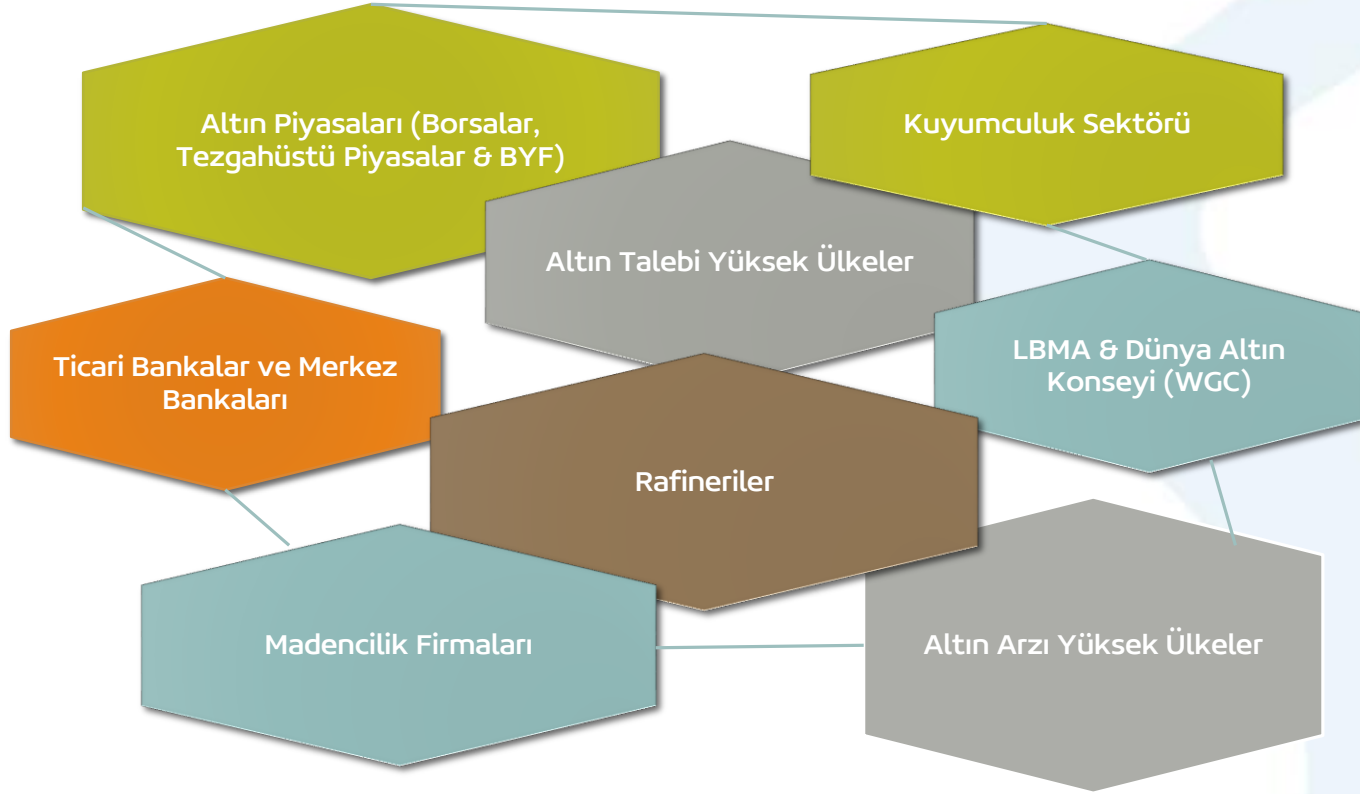 Altın Piyasaları (Borsalar,
Tezgahüstü Piyasalar & BYF)
Kuyumculuk Sektörü
Altın Talebi Yüksek Ülkeler
Ticari Bankalar ve Merkez
Bankaları
LBMA & Dünya Altın
Konseyi (WGC)
Rafineriler
Madencilik Firmaları
Altın Arzı Yüksek Ülkeler